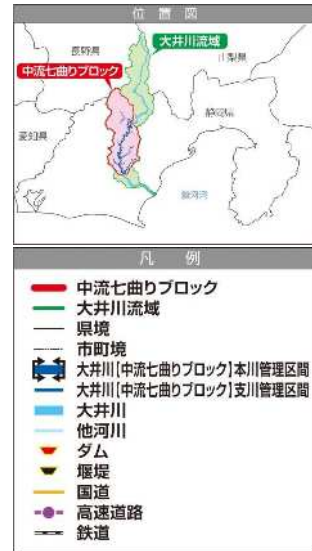 位置図
長野県
大井川流域
山梨県
中流七曲りブロック
静岡県
愛知県
駿河湾
凡例
中流七曲りブロック
大井川流域
県境
市町境
大井川【中流七曲りブロック】本川管理区間
大井川【中流七曲りブロック】支川管理区間
大井川
他河川
ダム
堰堤
国道
高速道路
鉄道